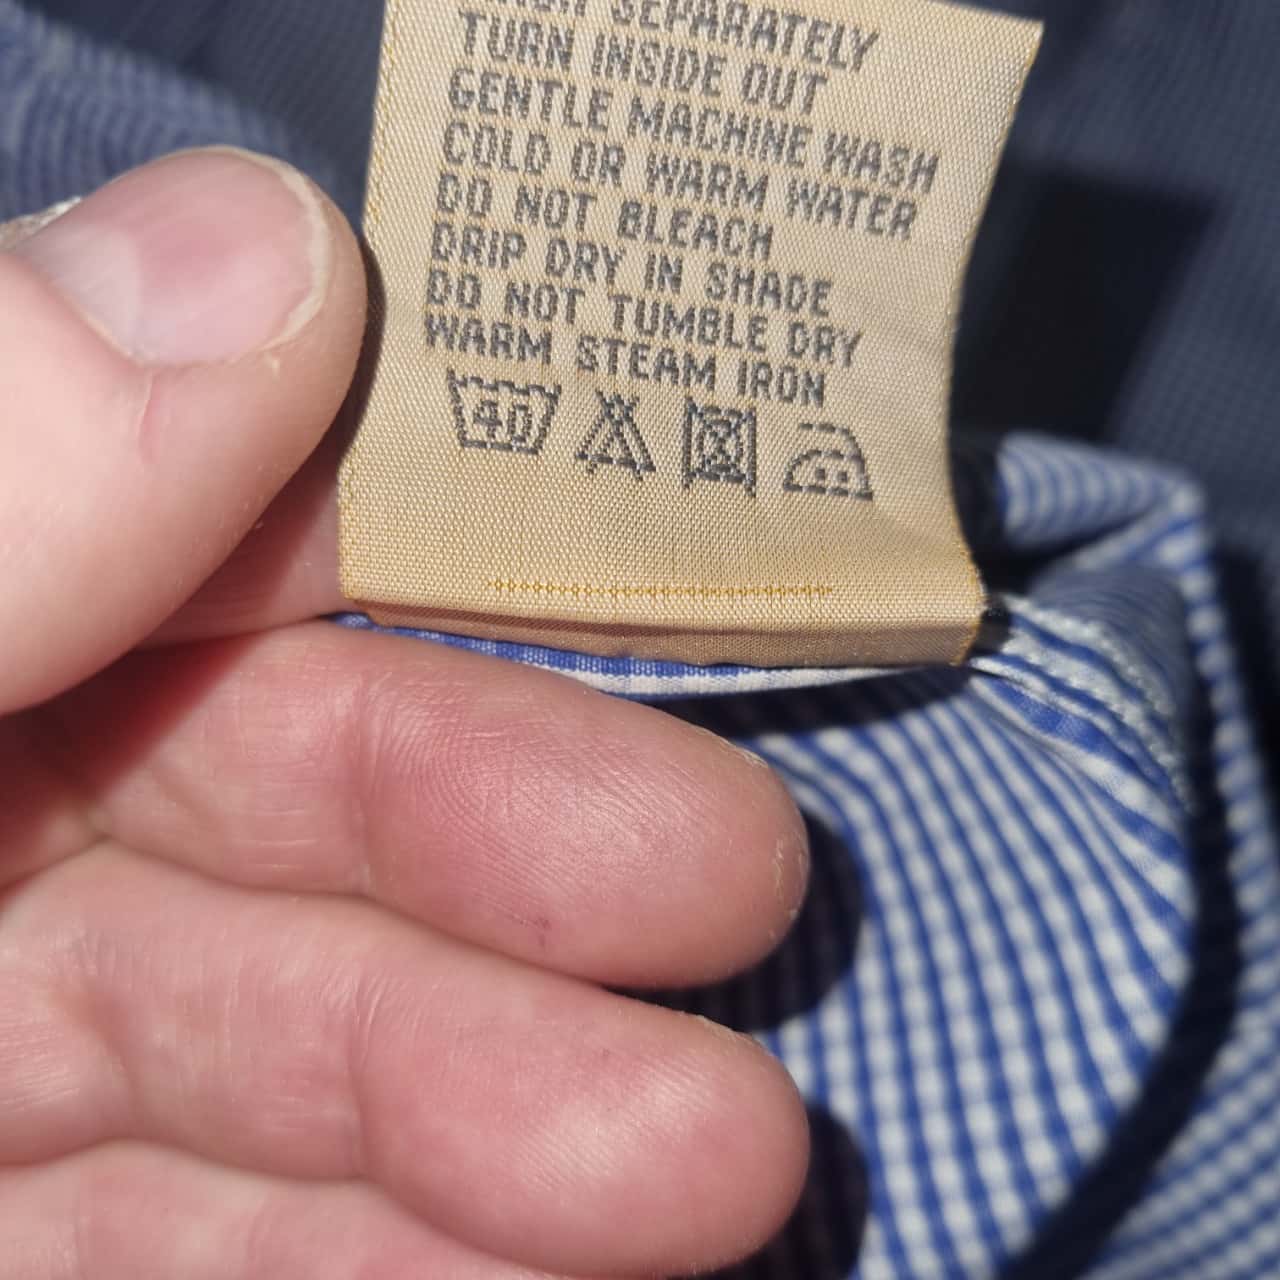 SEPARATELY
TURN INSIDE OUT
GENTLE MACHINE WASH
COLD OR WARM WATER
DO NOT BLEACH
DRIP DRY IN SHADE
DO NOT TUMBLE DRY
WARM STEAM IRON
40